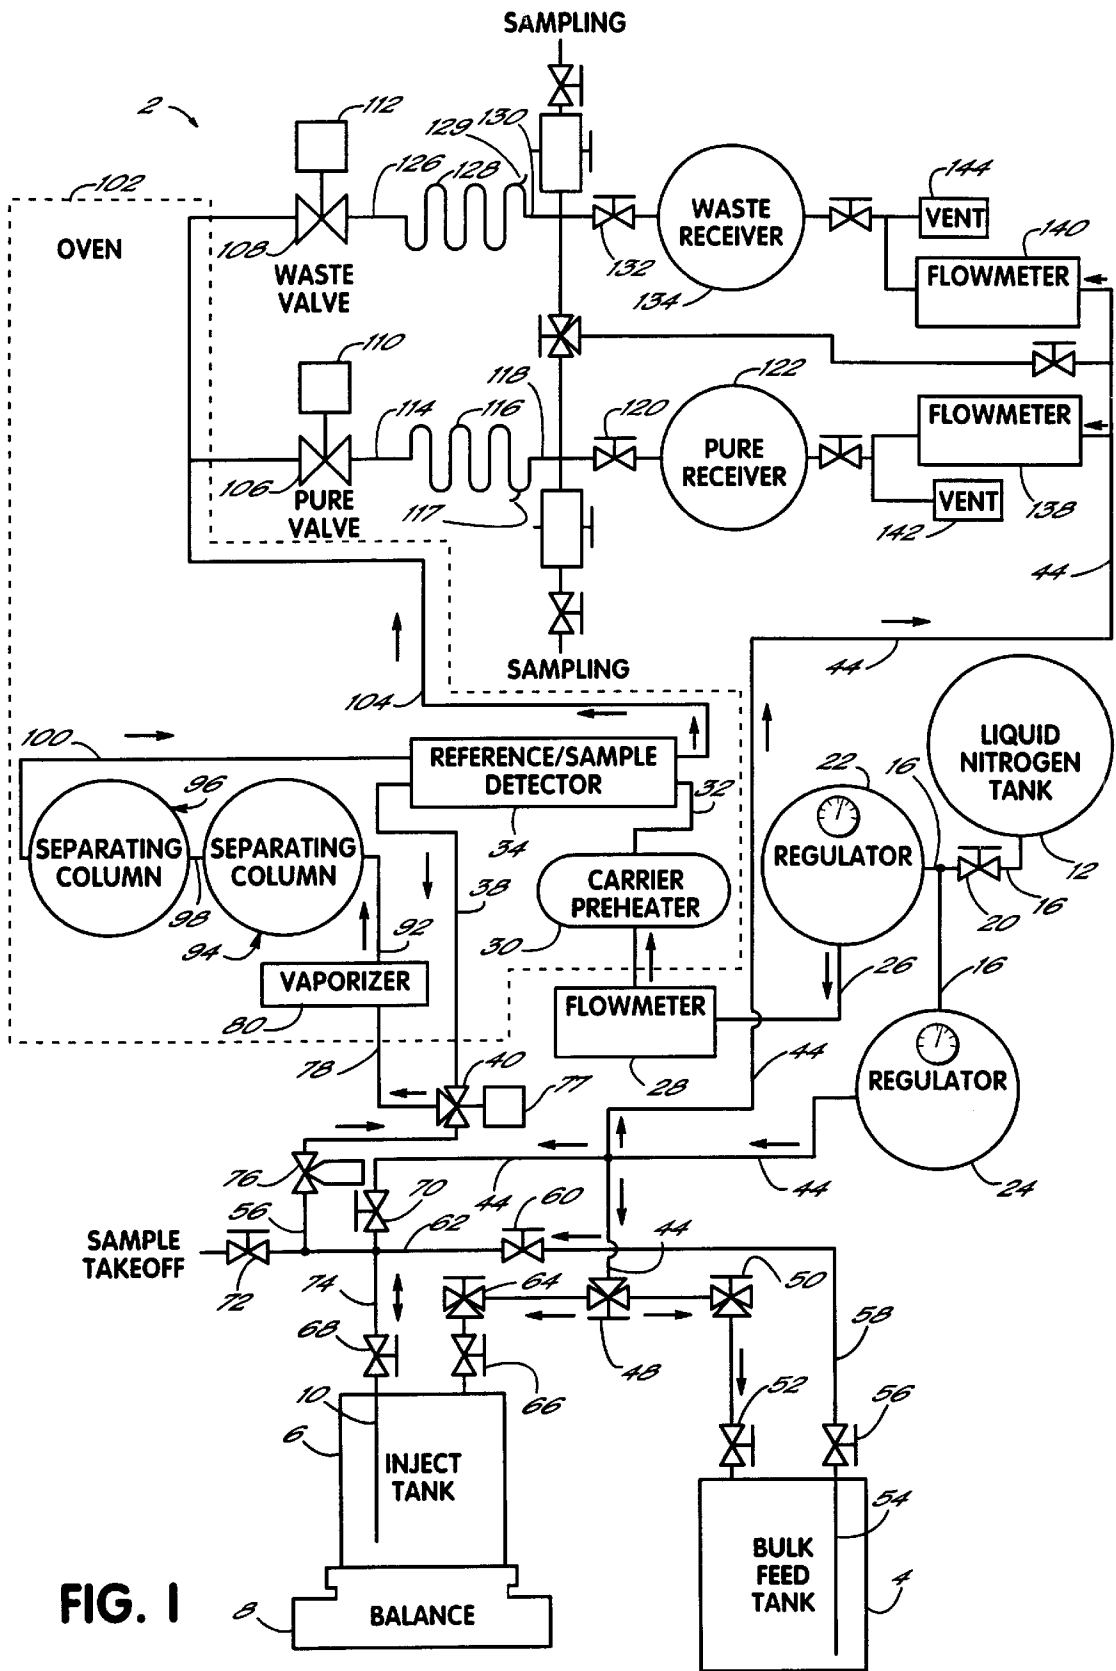 SAMPLING
2
112
130
129
126
128
144
102
WASTE
RECEIVER
VENT
OVEN
140
108
132
FLOWMETER
WASTE
VALVE
134
110
118
122
114
116
120
FLOWMETER
PURE
RECEIVER
106
PURE
VALVE
117
VENT
138
142
44
SAMPLING
44
104
100
REFERENCE/SAMPLE
DETECTOR
LIQUID
NITROGEN
TANK
22
16
96
32
34
SEPARATING
COLUMN
SEPARATING
COLUMN
REGULATOR
CARRIER
PREHEATER
12
98
38
16
20
92
30
94
VAPORIZER
26
16
80
FLOWMETER
78
40
44
REGULATOR
77
28
76
44
44
24
70
60
56
62
44
SAMPLE
TAKEOFF
72
74
64
50
58
68
48
10
66
52
56
6
INJECT
TANK
54
BULK
FEED
TANK
4
FIG. 1
8
BALANCE